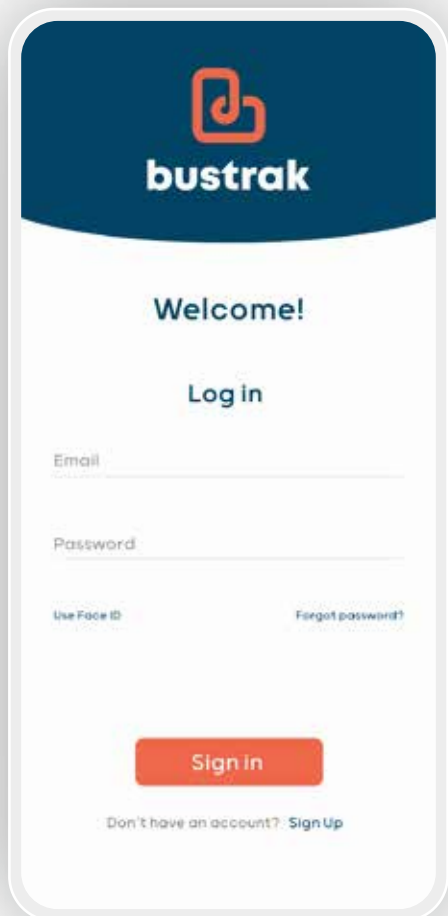 bustrak
Welcome!
Log in
Email
Password
Use Face ID Forgot password?
Sign in
Don't have an account? Sign Up